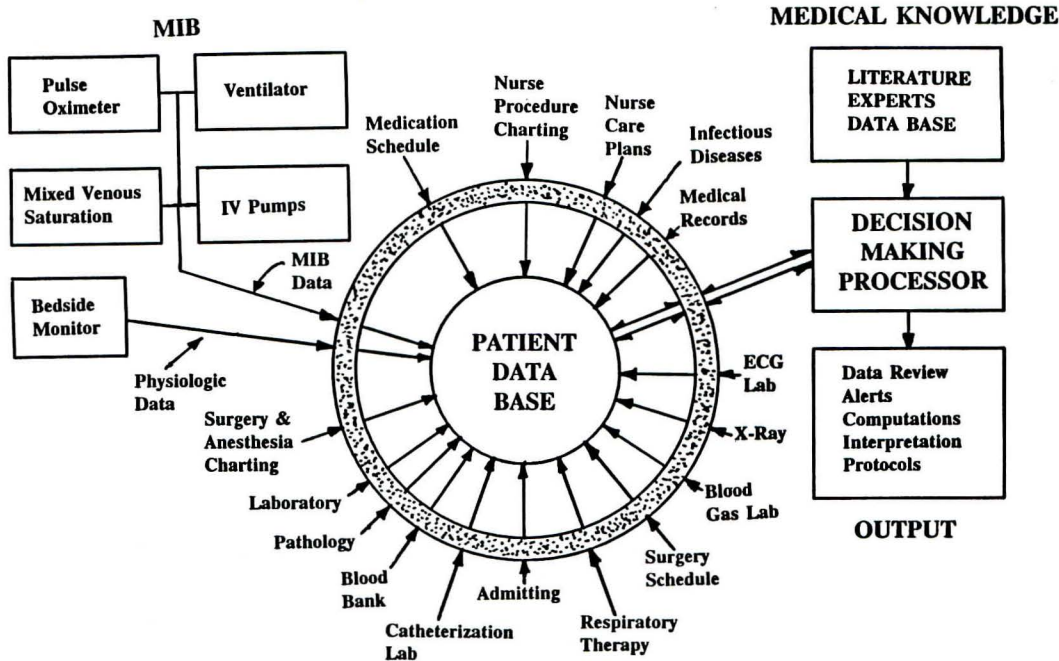 MIB
Pulse
Oximeter
Ventilator
Mixed Venous
Saturation
IV Pumps
Bedside
Monitor
MIB
Data
Physiologic
Data
Medication
Schedule
Nurse
Procedure
Charting
Nurse
Care
Plans
Infectious
Diseases
Medical
Records
PATIENT
DATA
BASE
ECG
Lab
X-Ray
Blood
Gas Lab
Surgery
Schedule
Respiratory
Therapy
Admitting
Catheterization
Lab
Blood
Bank
Pathology
Laboratory
Surgery &
Anesthesia
Charting
MEDICAL KNOWLEDGE
LITERATURE
EXPERTS
DATA BASE
DECISION
MAKING
PROCESSOR
Data Review
Alerts
Computations
Interpretation
Protocols
OUTPUT